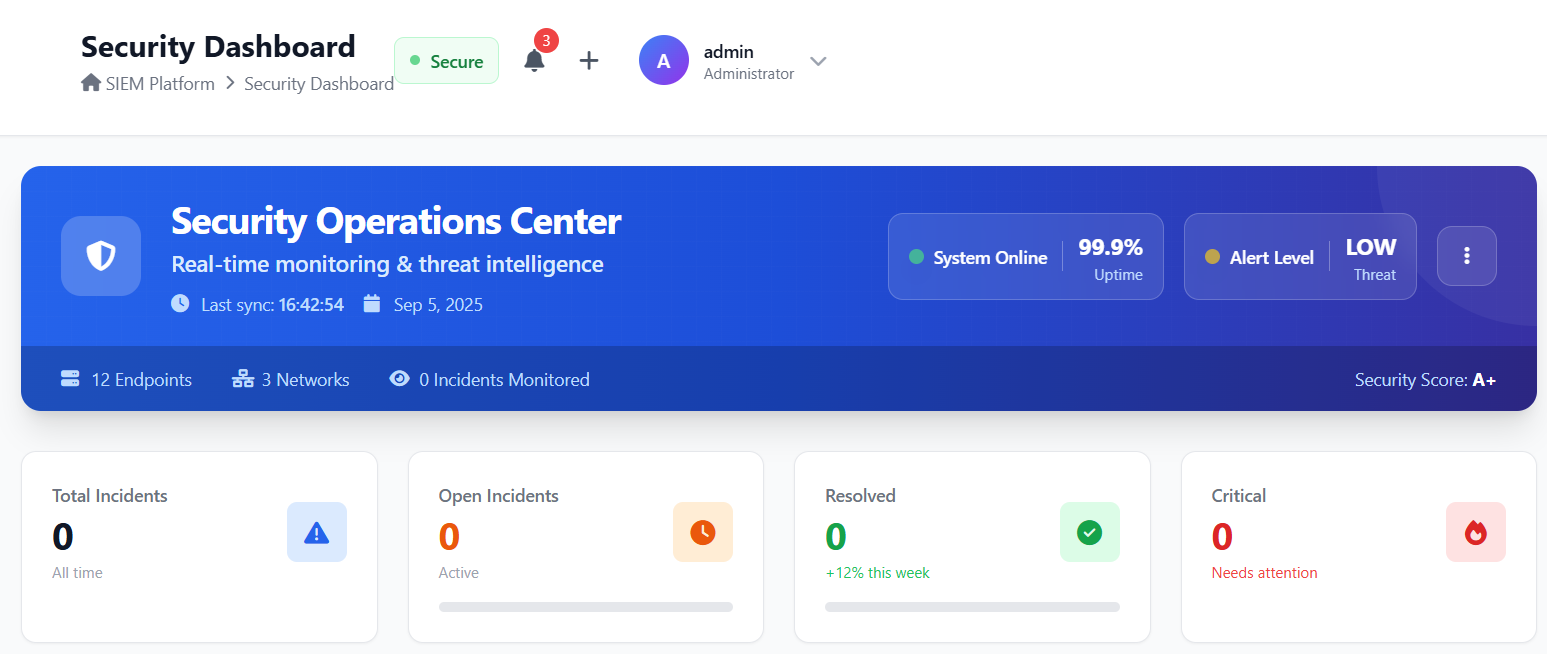 Security Dashboard
SIEM Platform > Security Dashboard
Secure
3
A
admin
Administrator
Security Operations Center
Real-time monitoring & threat intelligence
Last sync: 16:42:54 Sep 5, 2025
System Online
99.9%
Uptime
Alert Level
LOW
Threat
12 Endpoints
3 Networks
0 Incidents Monitored
Security Score: A+
Total Incidents
0
All time
Open Incidents
0
Active
Resolved
0
+12% this week
Critical
0
Needs attention